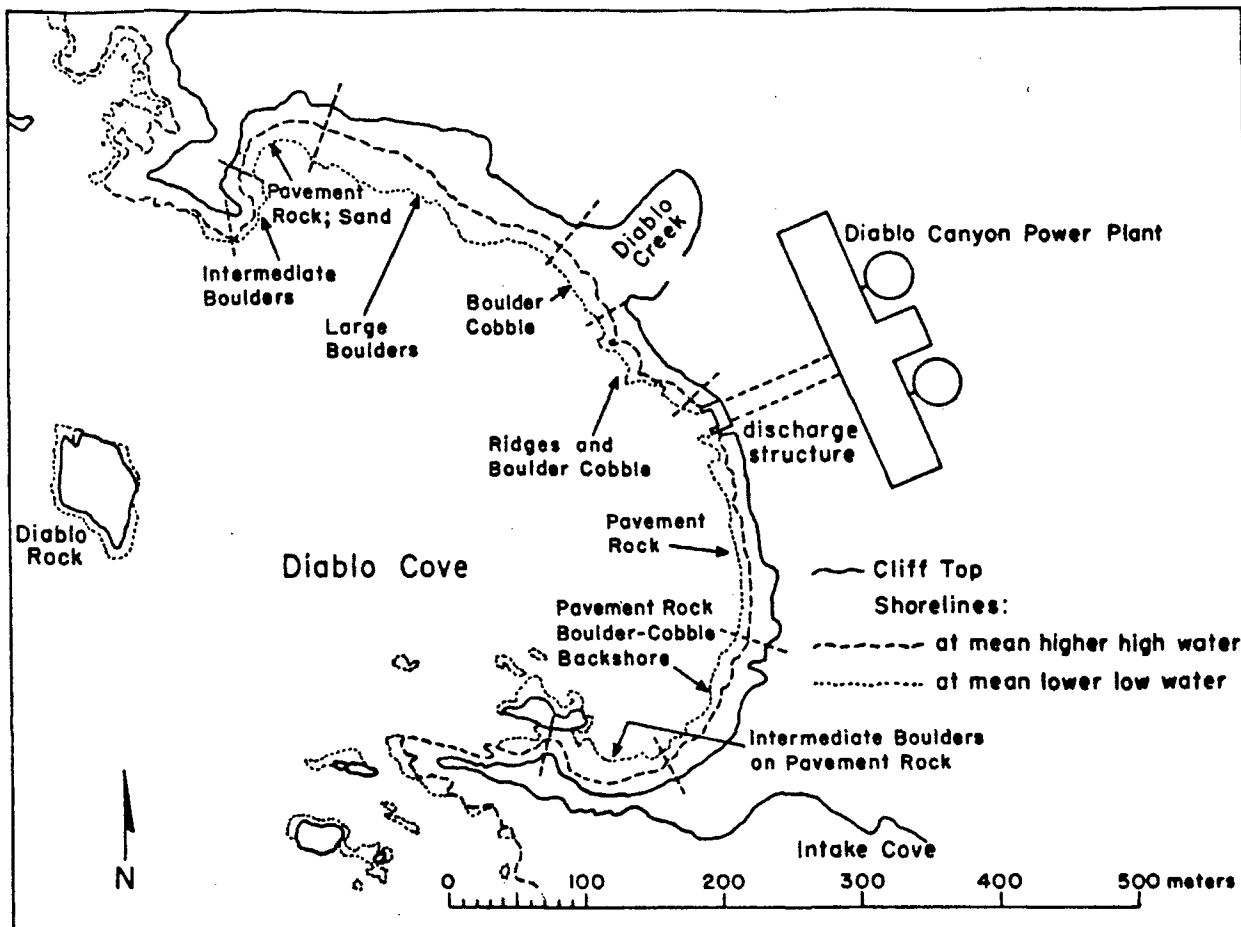 Pavement
Rock; Sand
Intermediate
Boulders
Large
Boulders
Diablo
Creek
Boulder
Cobble
Diablo Canyon Power Plant
Ridges and
Boulder Cobble
discharge
structure
Diablo
Rock
Diablo Cove
Pavement
Rock
Pavement Rock
Boulder-Cobble
Backshore
Cliff Top
Shorelines:
at mean higher high water
at mean lower low water
Intermediate Boulders
on Pavement Rock
Intake Cove
N
0 100 200 300 400 500 meters